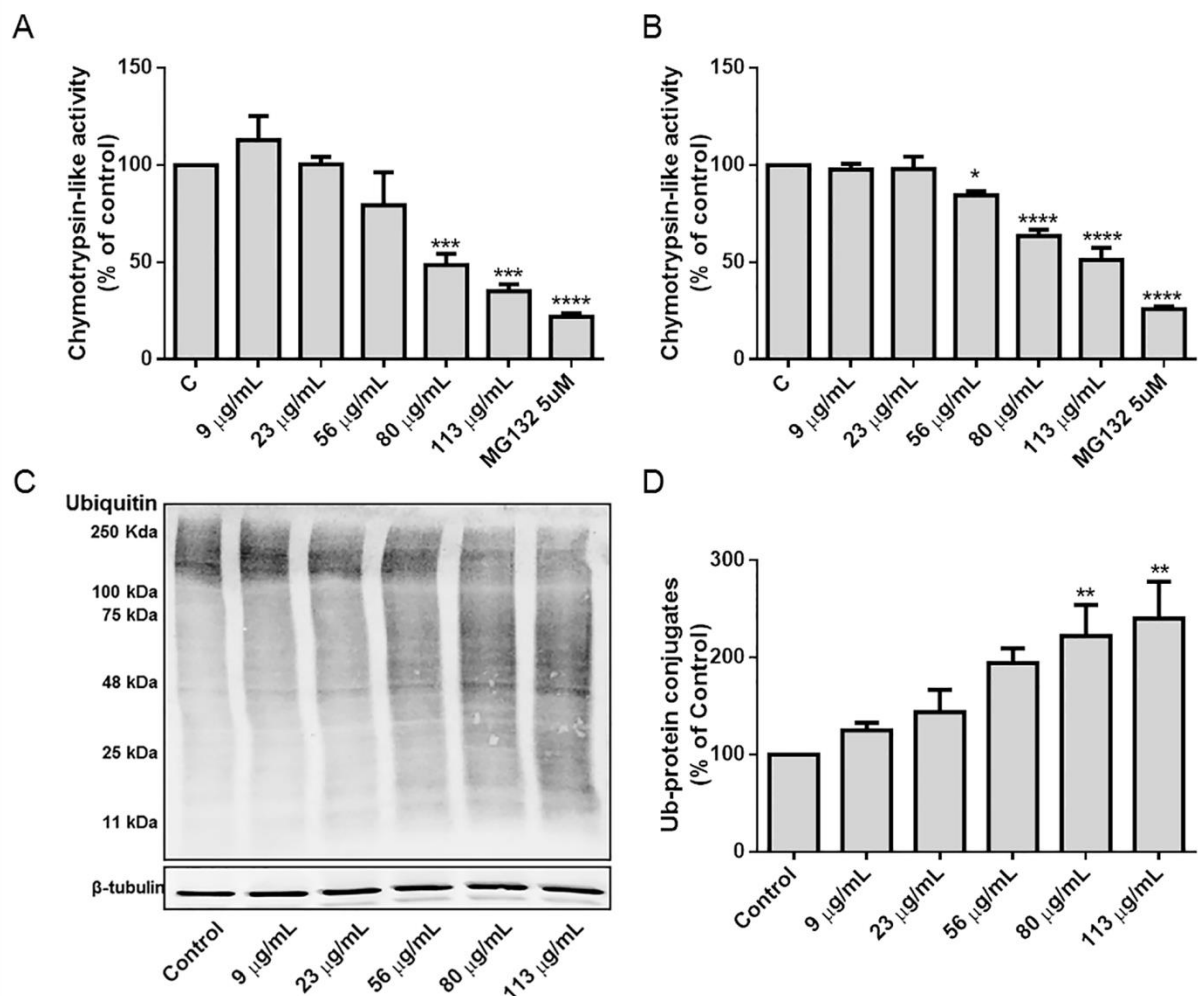 A
Chymotrypsin-like activity
(% of control)
150
100
50
0
***
***
****
C
9 μg/mL
23 μg/mL
56 μg/mL
80 μg/mL
113 μg/mL
MG132 5uM
B
Chymotrypsin-like activity
(% of control)
150
100
50
0
*
****
****
****
C
9 μg/mL
23 μg/mL
56 μg/mL
80 μg/mL
113 μg/mL
MG132 5uM
C
Ubiquitin
250 Kda
100 kDa
75 kDa
48 kDa
25 kDa
11 kDa
β-tubulin
Control
9 μg/mL
23 μg/mL
56 μg/mL
80 μg/mL
113 μg/mL
D
Ub-protein conjugates
(% of Control)
300
200
100
0
**
**
Control
9 μg/mL
23 μg/mL
56 μg/mL
80 μg/mL
113 μg/mL